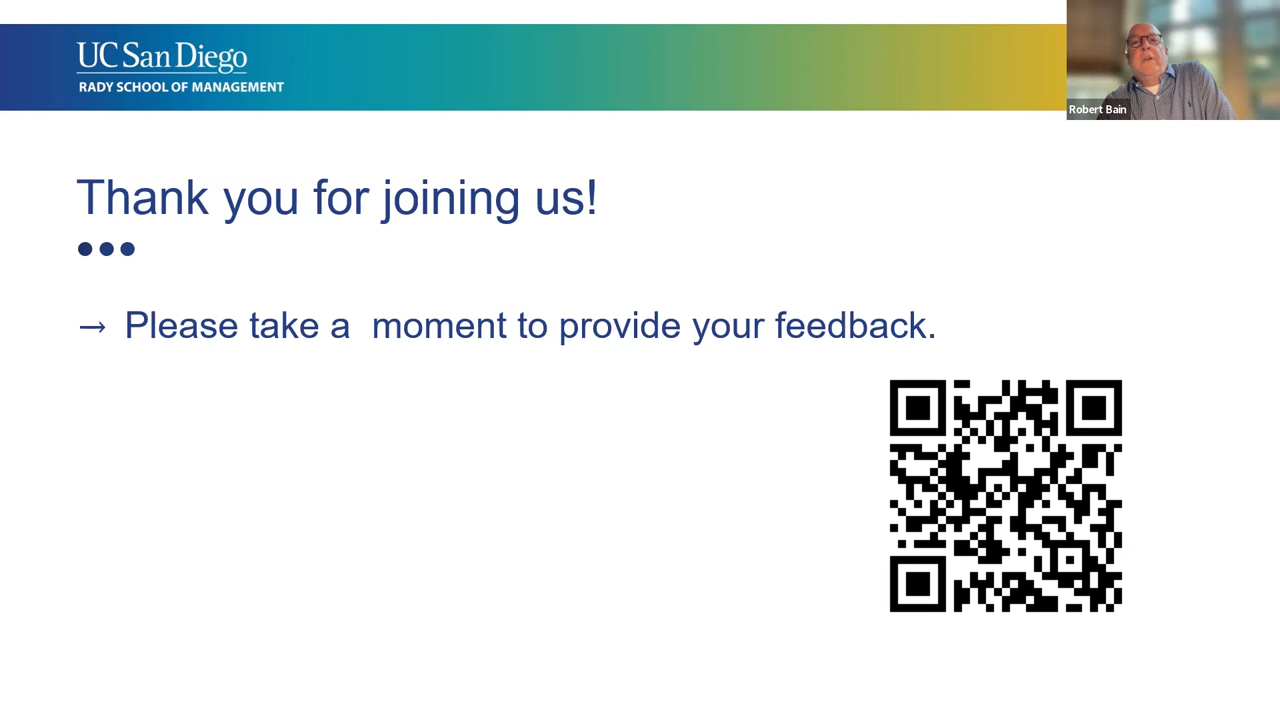 UC San Diego
RADY SCHOOL OF MANAGEMENT
Robert Bain
Thank you for joining us!
→ Please take a  moment to provide your feedback.